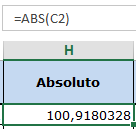 =ABS(C2)
H
Absoluto
100,9180328